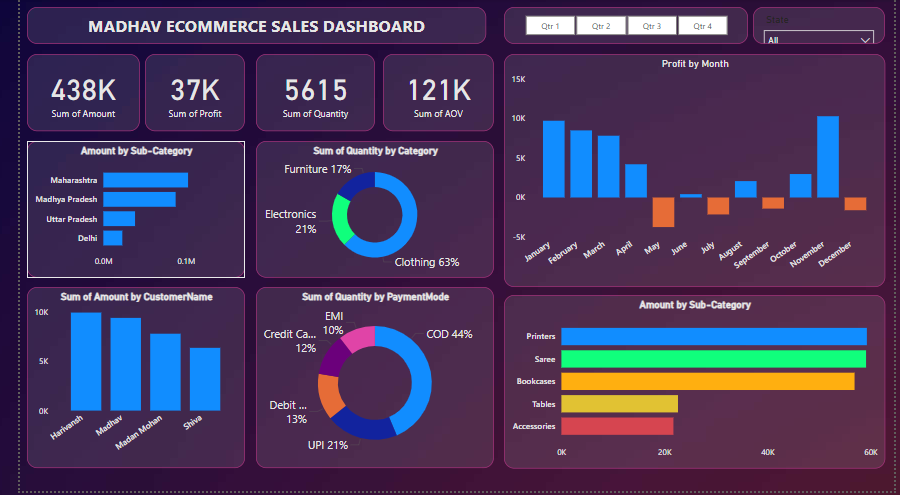 MADHAV ECOMMERCE SALES DASHBOARD
Qtr 1 Qtr 2 Qtr 3 Qtr 4
State
All
438K
Sum of Amount
37K
Sum of Profit
5615
Sum of Quantity
121K
Sum of AOV
Profit by Month
15K
10K
5K
0K
-5K
January
February
March
April
May
June
July
August
September
October
November
December
Amount by Sub-Category
Maharashtra
Madhya Pradesh
Uttar Pradesh
Delhi
0.0M 0.1M
Sum of Quantity by Category
Furniture 17%
Electronics
21%
Clothing 63%
Sum of Amount by CustomerName
10K
5K
0K
Harivansh
Madhav
Madan Mohan
Shiva
Sum of Quantity by PaymentMode
EMI
10%
Credit Ca...
12%
Debit ...
13%
UPI 21%
COD 44%
Amount by Sub-Category
Printers
Saree
Bookcases
Tables
Accessories
0K 20K 40K 60K